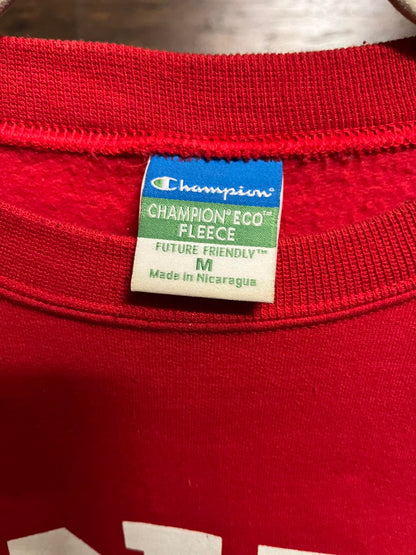 Champion®
CHAMPION® ECO™
FLEECE
FUTURE FRIENDLY™
M
Made in Nicaragua